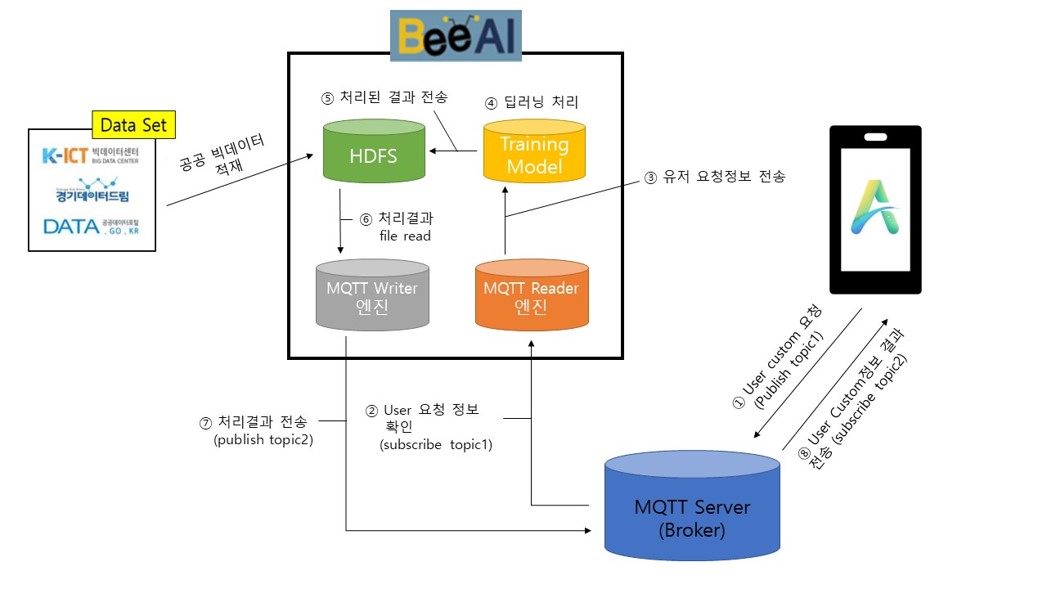 BeeAI
Data Set
K-ICT 빅데이터센터
BIG DATA CENTER
경기데이터드림
DATA 공공데이터포털
.GO.KR
공공 빅데이터
적재
⑤ 처리된 결과 전송
④ 딥러닝 처리
HDFS
Training
Model
③ 유저 요청정보 전송
⑥ 처리결과
file read
MQTT Writer
엔진
MQTT Reader
엔진
① User custom 요청
(Publish topic1)
⑧ User Custom정보 결과
전송 (subscribe topic2)
⑦ 처리결과 전송
(publish topic2)
② User 요청 정보
확인
(subscribe topic1)
MQTT Server
(Broker)